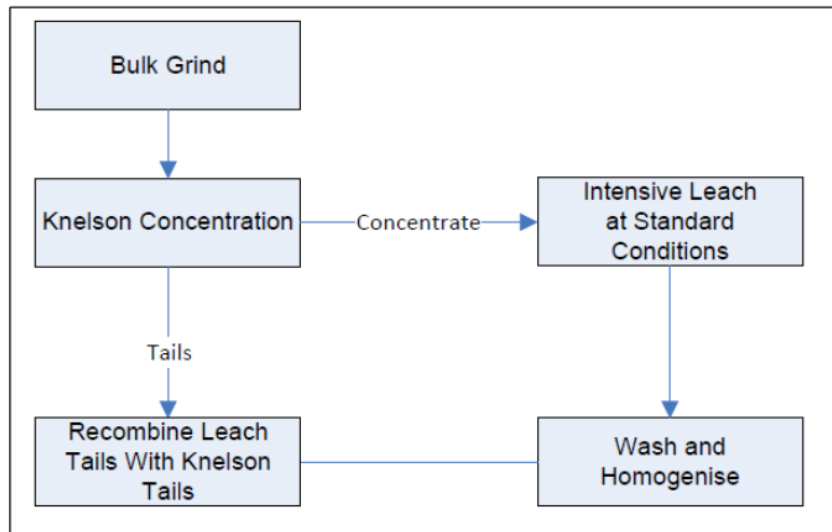 Bulk Grind
Knelson Concentration
Concentrate
Intensive Leach
at Standard
Conditions
Tails
Recombine Leach
Tails With Knelson
Tails
Wash and
Homogenise